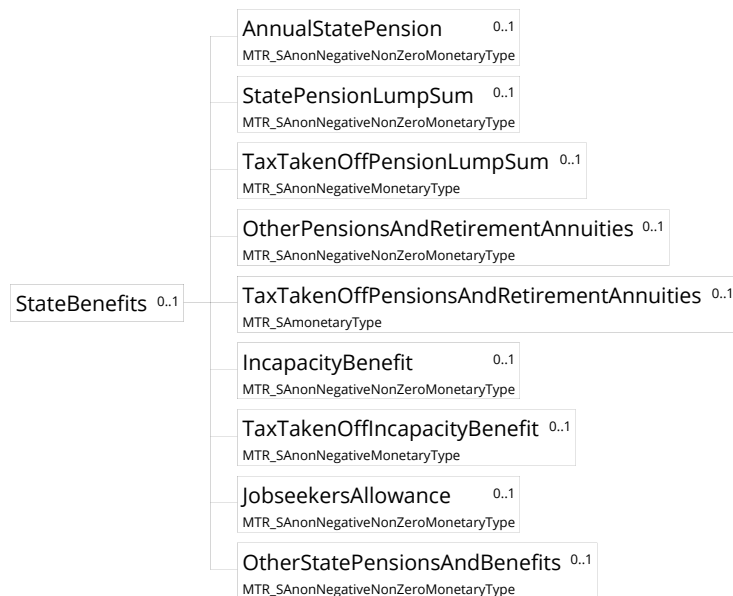 AnnualStatePension 0..1
MTR_SAnonNegativeNonZeroMonetaryType
StatePensionLumpSum 0..1
MTR_SAnonNegativeNonZeroMonetaryType
TaxTakenOffPensionLumpSum 0..1
MTR_SAnonNegativeMonetaryType
OtherPensionsAndRetirementAnnuities 0..1
MTR_SAnonNegativeNonZeroMonetaryType
StateBenefits 0..1
TaxTakenOffPensionsAndRetirementAnnuities 0..1
MTR_SAmonetaryType
IncapacityBenefit 0..1
MTR_SAnonNegativeNonZeroMonetaryType
TaxTakenOffIncapacityBenefit 0..1
MTR_SAnonNegativeMonetaryType
JobseekersAllowance 0..1
MTR_SAnonNegativeNonZeroMonetaryType
OtherStatePensionsAndBenefits 0..1
MTR_SAnonNegativeNonZeroMonetaryType